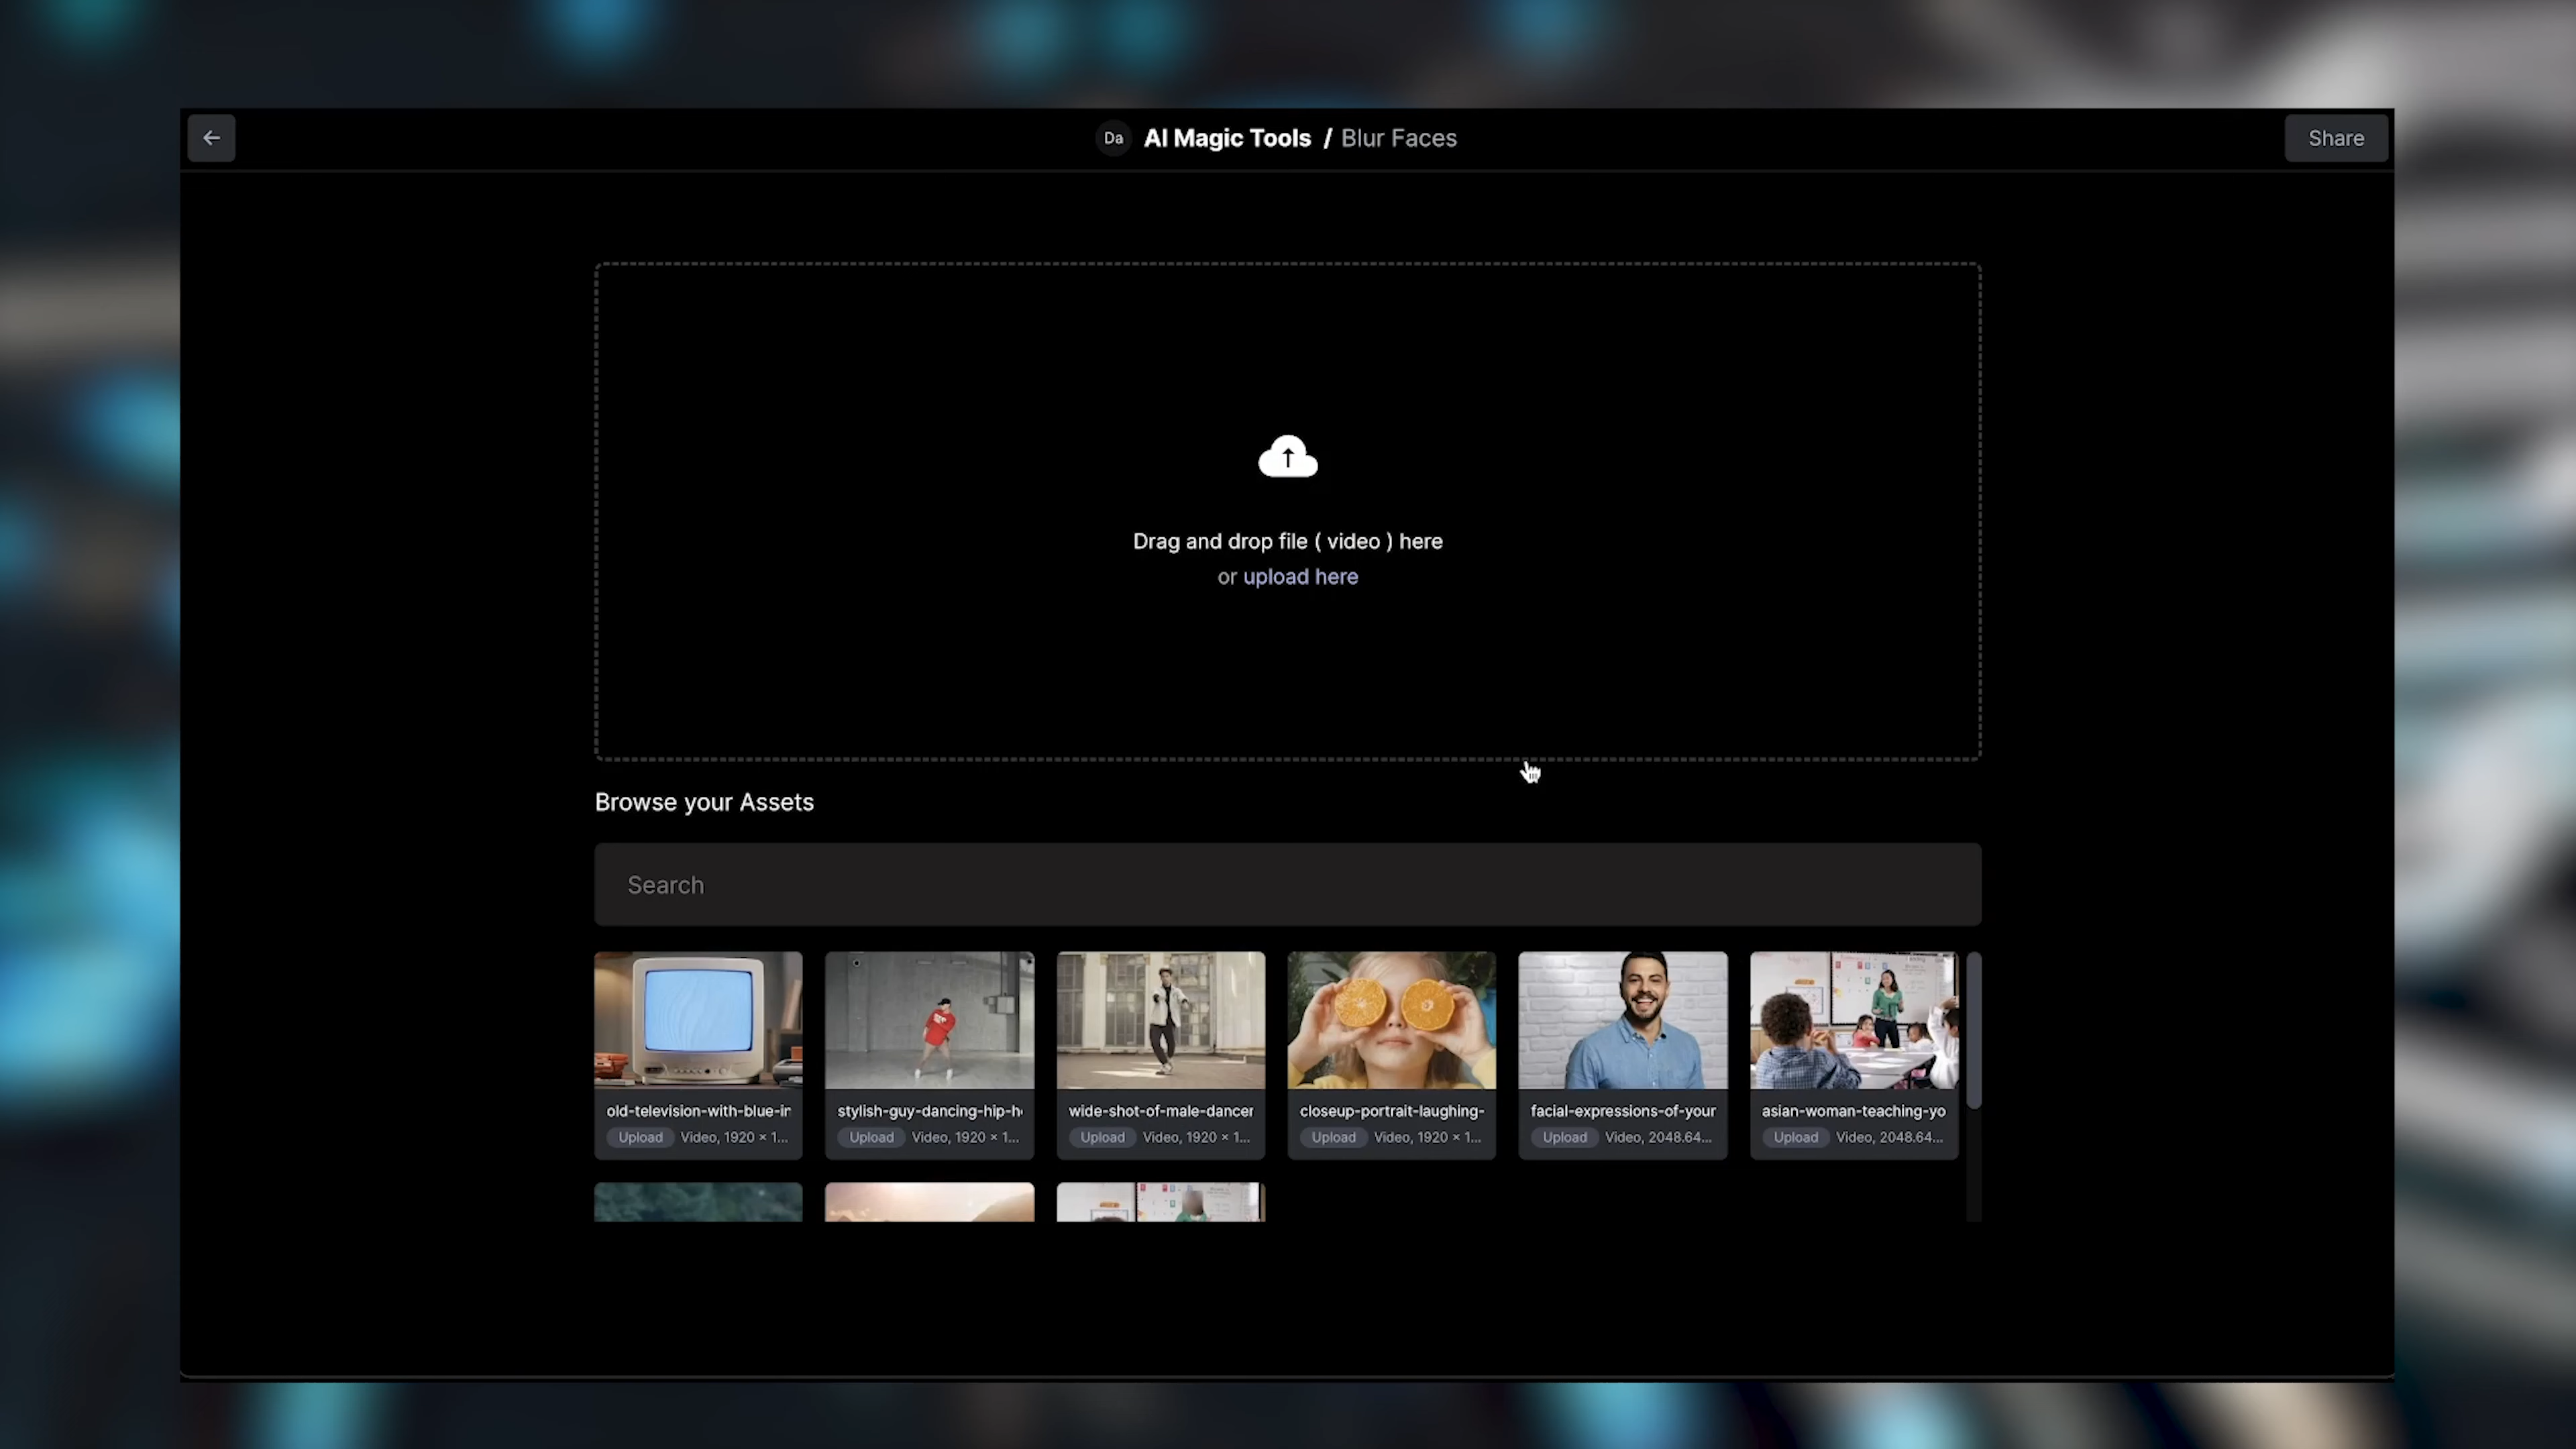 Da AI Magic Tools / Blur Faces
Share
Drag and drop file ( video ) here
or upload here
Browse your Assets
Search
old-television-with-blue-ir
Upload Video, 1920 × 1...
stylish-guy-dancing-hip-h
Upload Video, 1920 × 1...
wide-shot-of-male-dancer
Upload Video, 1920 × 1...
closeup-portrait-laughing-
Upload Video, 1920 × 1...
facial-expressions-of-your
Upload Video, 2048.64...
asian-woman-teaching-yo
Upload Video, 2048.64...